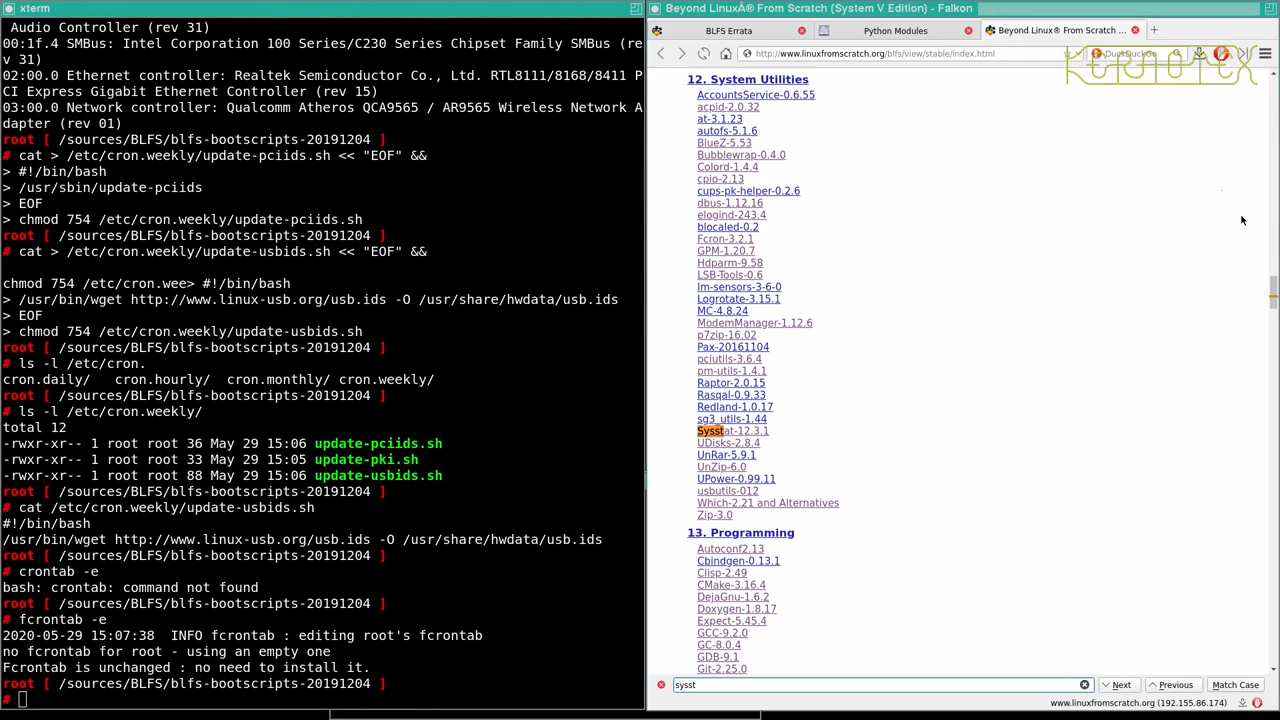 xterm
Audio Controller (rev 31)
00:1f.4 SMBus: Intel Corporation 100 Series/C230 Series Chipset Family SMBus (re
v 31)
02:00.0 Ethernet controller: Realtek Semiconductor Co., Ltd. RTL8111/8168/8411 P
CI Express Gigabit Ethernet Controller (rev 15)
03:00.0 Network controller: Qualcomm Atheros QCA9565 / AR9565 Wireless Network A
dapter (rev 01)
root [ /sources/BLFS/blfs-bootscripts-20191204 ]
# cat > /etc/cron.weekly/update-pciids.sh << "EOF" &&
> #!/bin/bash
> /usr/sbin/update-pciids
> EOF
> chmod 754 /etc/cron.weekly/update-pciids.sh
root [ /sources/BLFS/blfs-bootscripts-20191204 ]
# cat > /etc/cron.weekly/update-usbids.sh << "EOF" &&
chmod 754 /etc/cron.wee> #!/bin/bash
> /usr/bin/wget http://www.linux-usb.org/usb.ids -O /usr/share/hwdata/usb.ids
> EOF
> chmod 754 /etc/cron.weekly/update-usbids.sh
root [ /sources/BLFS/blfs-bootscripts-20191204 ]
# ls -l /etc/cron.
cron.daily/   cron.hourly/  cron.monthly/ cron.weekly/
root [ /sources/BLFS/blfs-bootscripts-20191204 ]
# ls -l /etc/cron.weekly/
total 12
-rwxr-xr-- 1 root root 36 May 29 15:06 update-pciids.sh
-rwxr-xr-- 1 root root 33 May 29 15:05 update-pki.sh
-rwxr-xr-- 1 root root 88 May 29 15:06 update-usbids.sh
root [ /sources/BLFS/blfs-bootscripts-20191204 ]
# cat /etc/cron.weekly/update-usbids.sh
#!/bin/bash
/usr/bin/wget http://www.linux-usb.org/usb.ids -O /usr/share/hwdata/usb.ids
root [ /sources/BLFS/blfs-bootscripts-20191204 ]
# crontab -e
bash: crontab: command not found
root [ /sources/BLFS/blfs-bootscripts-20191204 ]
# fcrontab -e
2020-05-29 15:07:38  INFO fcrontab : editing root's fcrontab
no fcrontab for root - using an empty one
Fcrontab is unchanged : no need to install it.
root [ /sources/BLFS/blfs-bootscripts-20191204 ]
#
Beyond LinuxÂ® From Scratch (System V Edition) - Falkon
BLFS Errata
Python Modules
Beyond Linux® From Scratch (System V ...
http://www.linuxfromscratch.org/blfs/view/stable/index.html
DuckDuckGo
KERNOTEX
12. System Utilities
AccountsService-0.6.55
acpid-2.0.32
at-3.1.23
autofs-5.1.6
BlueZ-5.53
Bubblewrap-0.4.0
Colord-1.4.4
cpio-2.13
cups-pk-helper-0.2.6
dbus-1.12.16
elogind-243.4
blocaled-0.2
Fcron-3.2.1
GPM-1.20.7
Hdparm-9.58
LSB-Tools-0.6
lm-sensors-3-6-0
Logrotate-3.15.1
MC-4.8.24
ModemManager-1.12.6
p7zip-16.02
Pax-20161104
pciutils-3.6.4
pm-utils-1.4.1
Raptor-2.0.15
Rasqal-0.9.33
Redland-1.0.17
sg3_utils-1.44
Sysstat-12.3.1
UDisks-2.8.4
UnRar-5.9.1
UnZip-6.0
UPower-0.99.11
usbutils-012
Which-2.21 and Alternatives
Zip-3.0
13. Programming
Autoconf2.13
Cbindgen-0.13.1
Clisp-2.49
CMake-3.16.4
DejaGnu-1.6.2
Doxygen-1.8.17
Expect-5.45.4
GCC-9.2.0
GC-8.0.4
GDB-9.1
Git-2.25.0
sysst
Next
Previous
Match Case
www.linuxfromscratch.org (192.155.86.174)